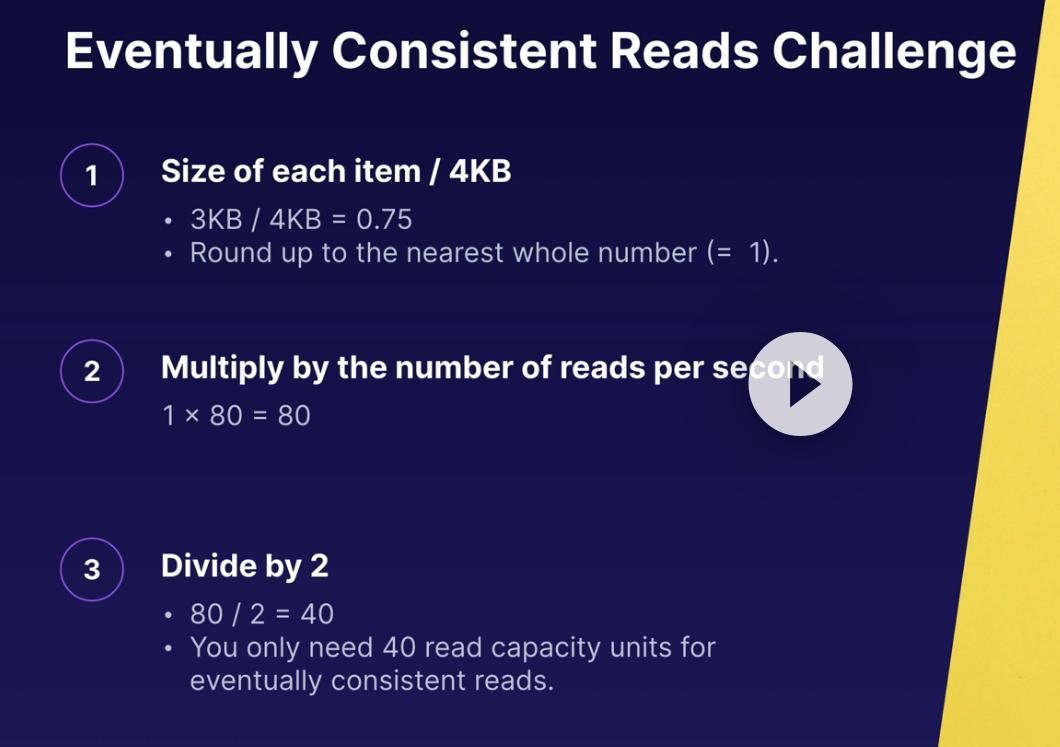 Eventually Consistent Reads Challenge
1
Size of each item / 4KB
• 3KB / 4KB = 0.75
• Round up to the nearest whole number (= 1).
2
Multiply by the number of reads per second
1 × 80 = 80
3
Divide by 2
• 80 / 2 = 40
• You only need 40 read capacity units for
eventually consistent reads.